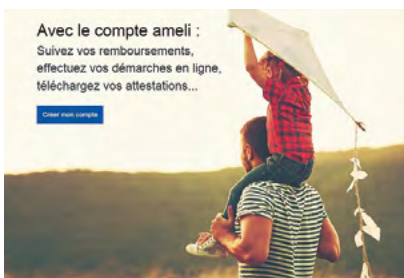 Avec le compte ameli :
Suivez vos remboursements,
effectuez vos démarches en ligne,
téléchargez vos attestations...
Créer mon compte